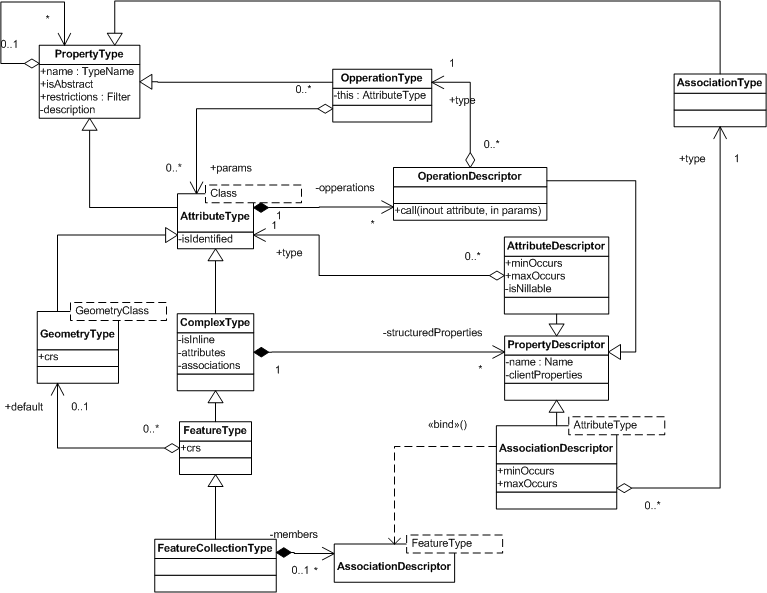 *
0..1
PropertyType
+name : TypeName
+isAbstract
+restrictions : Filter
-description
OpperationType
-this : AttributeType
0..*
1
+type
0..*
AssociationType
+type
1
0..*
+params
Class
AttributeType
-isIdentified
-opperations
1
*
OperationDescriptor
+call(inout attribute, in params)
1
+type
0..*
AttributeDescriptor
+minOccurs
+maxOccurs
-isNillable
GeometryClass
GeometryType
+crs
ComplexType
-isInline
-attributes
-associations
-structuredProperties
1
*
PropertyDescriptor
-name : Name
-clientProperties
+default
0..1
0..*
FeatureType
+crs
«bind»()
AttributeType
AssociationDescriptor
+minOccurs
+maxOccurs
0..*
FeatureCollectionType
-members
0..1
*
FeatureType
AssociationDescriptor